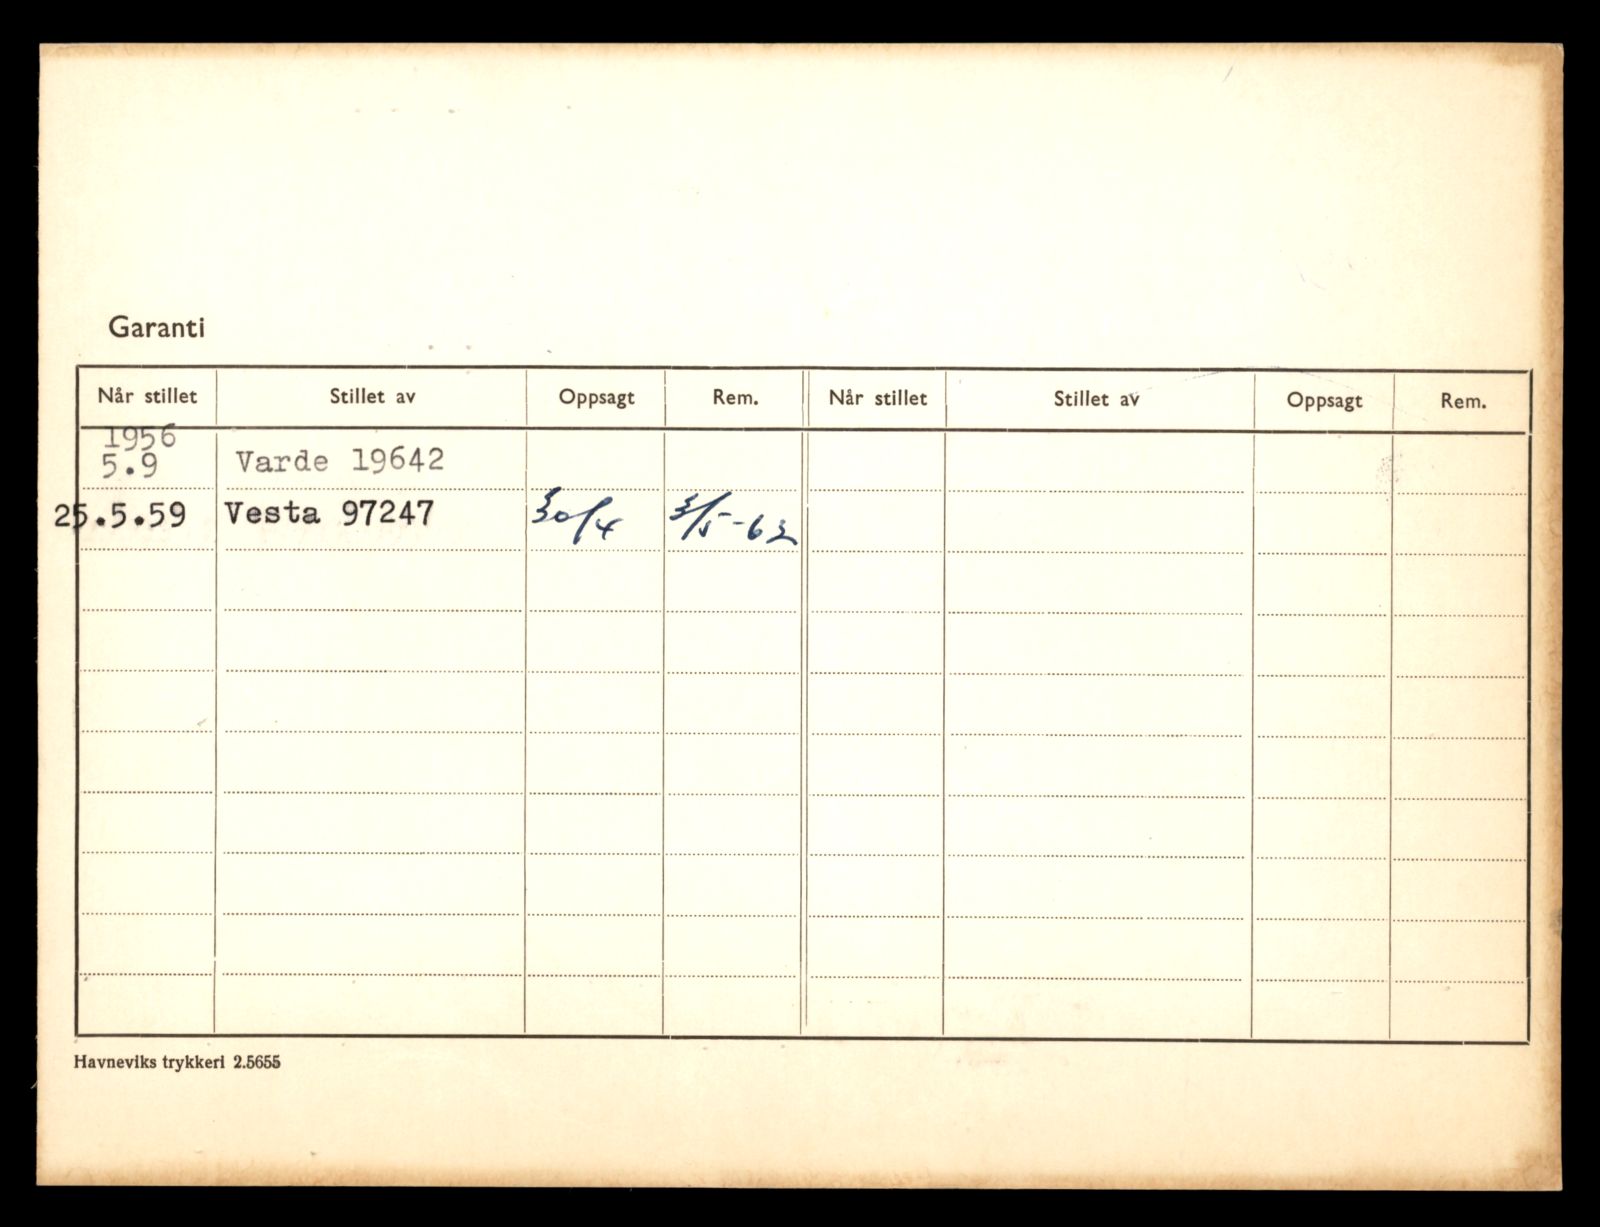 Garanti
Når stillet Stillet av Oppsagt Rem. Når stillet Stillet av Oppsagt Rem.
1956
5.9 Varde 19642
25.5.59 Vesta 97247 30/4 3/5-63
Havneviks trykkeri 2.5655